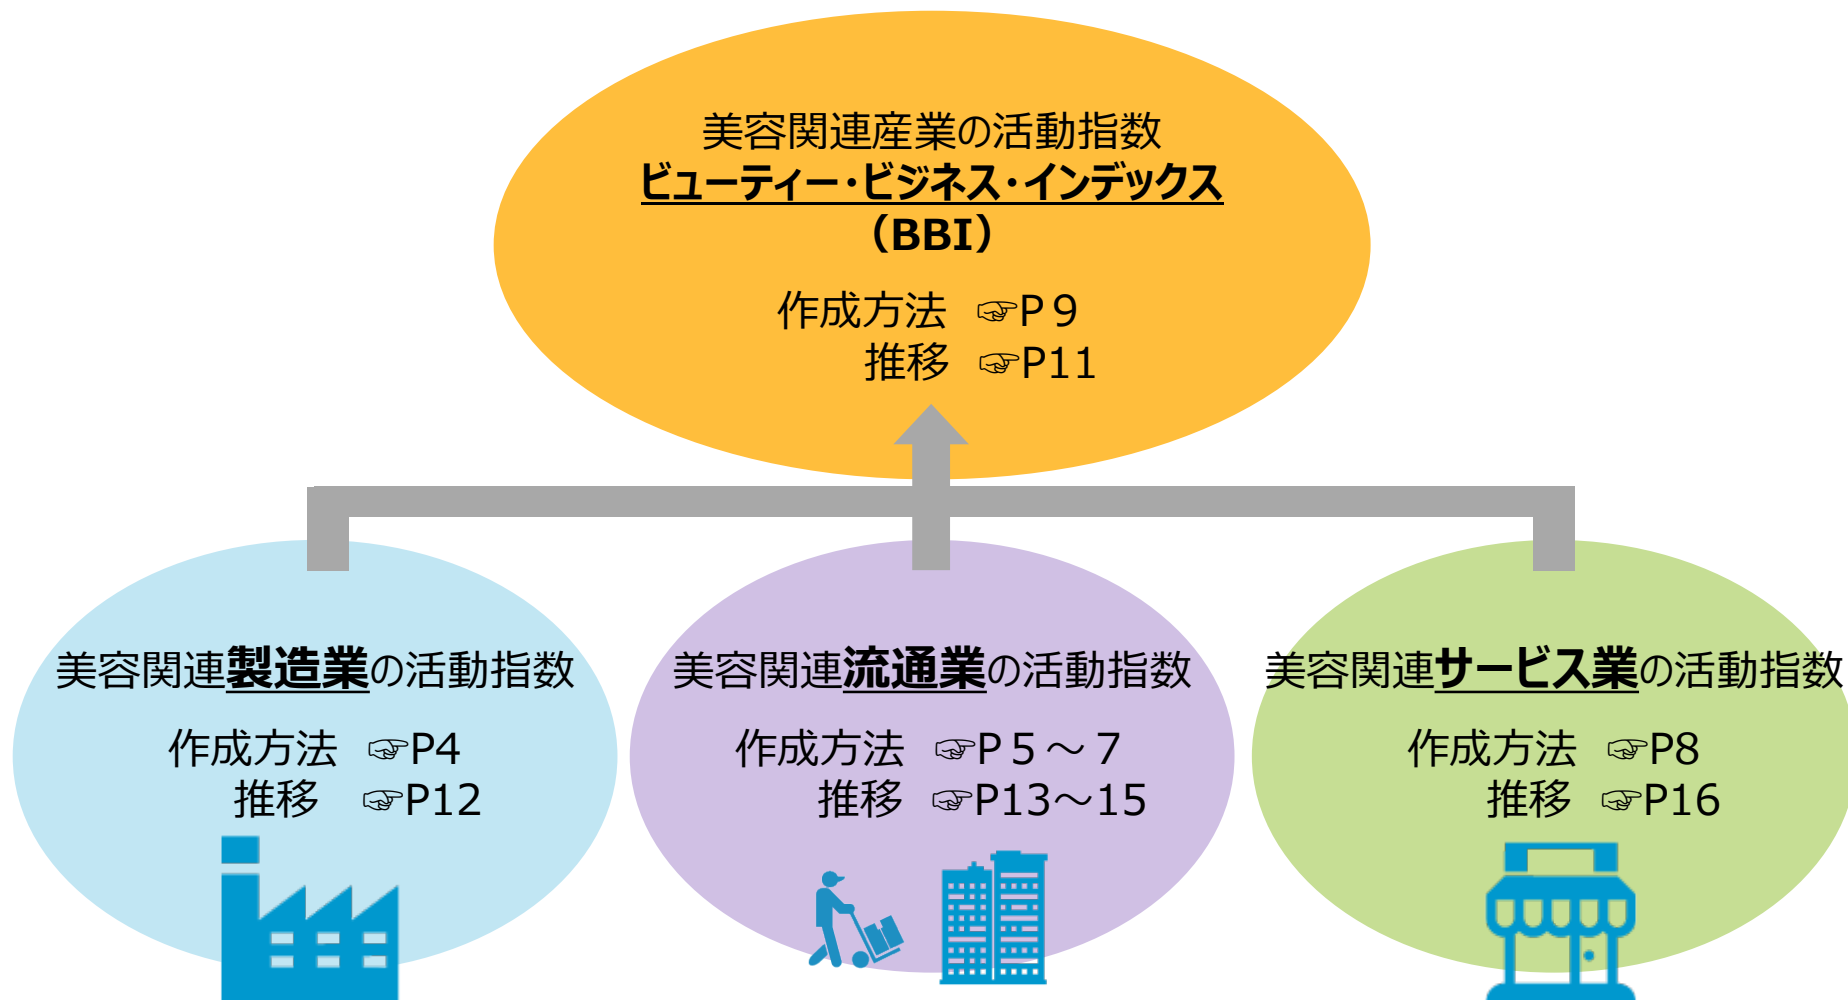 美容関連産業の活動指数
ビューティー・ビジネス・インデックス
（BBI）
作成方法 ☞P９
推移 ☞P11
美容関連製造業の活動指数
作成方法 ☞P4
推移 ☞P12
美容関連流通業の活動指数
作成方法 ☞P５～７
推移 ☞P13～15
美容関連サービス業の活動指数
作成方法 ☞P8
推移 ☞P16